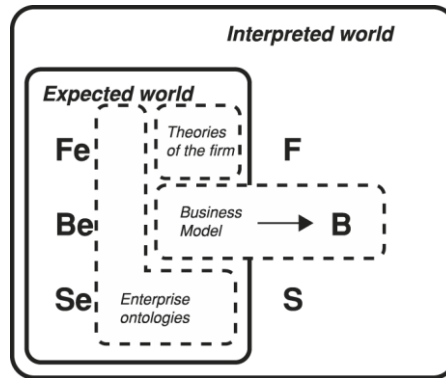 Interpreted world
Expected world
Fe
Theories
of the firm
F
Be
Business
Model
B
Se
Enterprise
ontologies
S